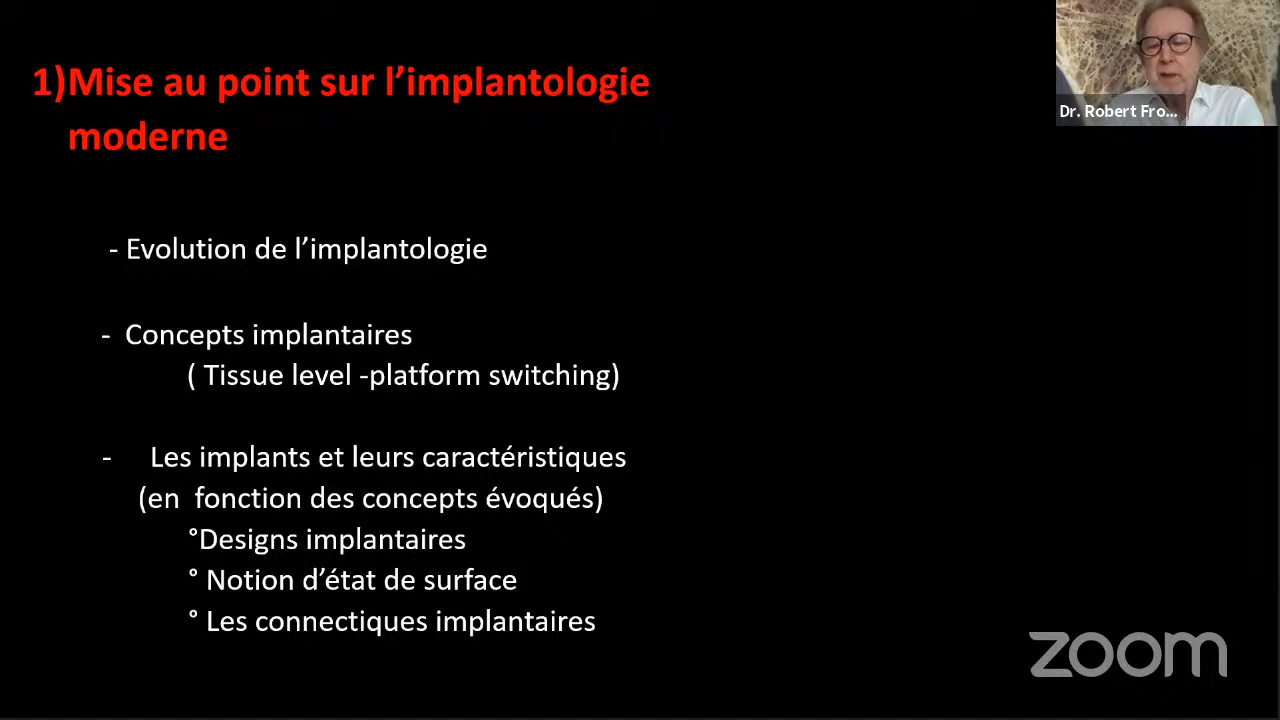 1)Mise au point sur l’implantologie
moderne
- Evolution de l’implantologie
- Concepts implantaires
( Tissue level -platform switching)
- Les implants et leurs caractéristiques
(en fonction des concepts évoqués)
°Designs implantaires
° Notion d’état de surface
° Les connectiques implantaires
Dr. Robert Fro...
zoom